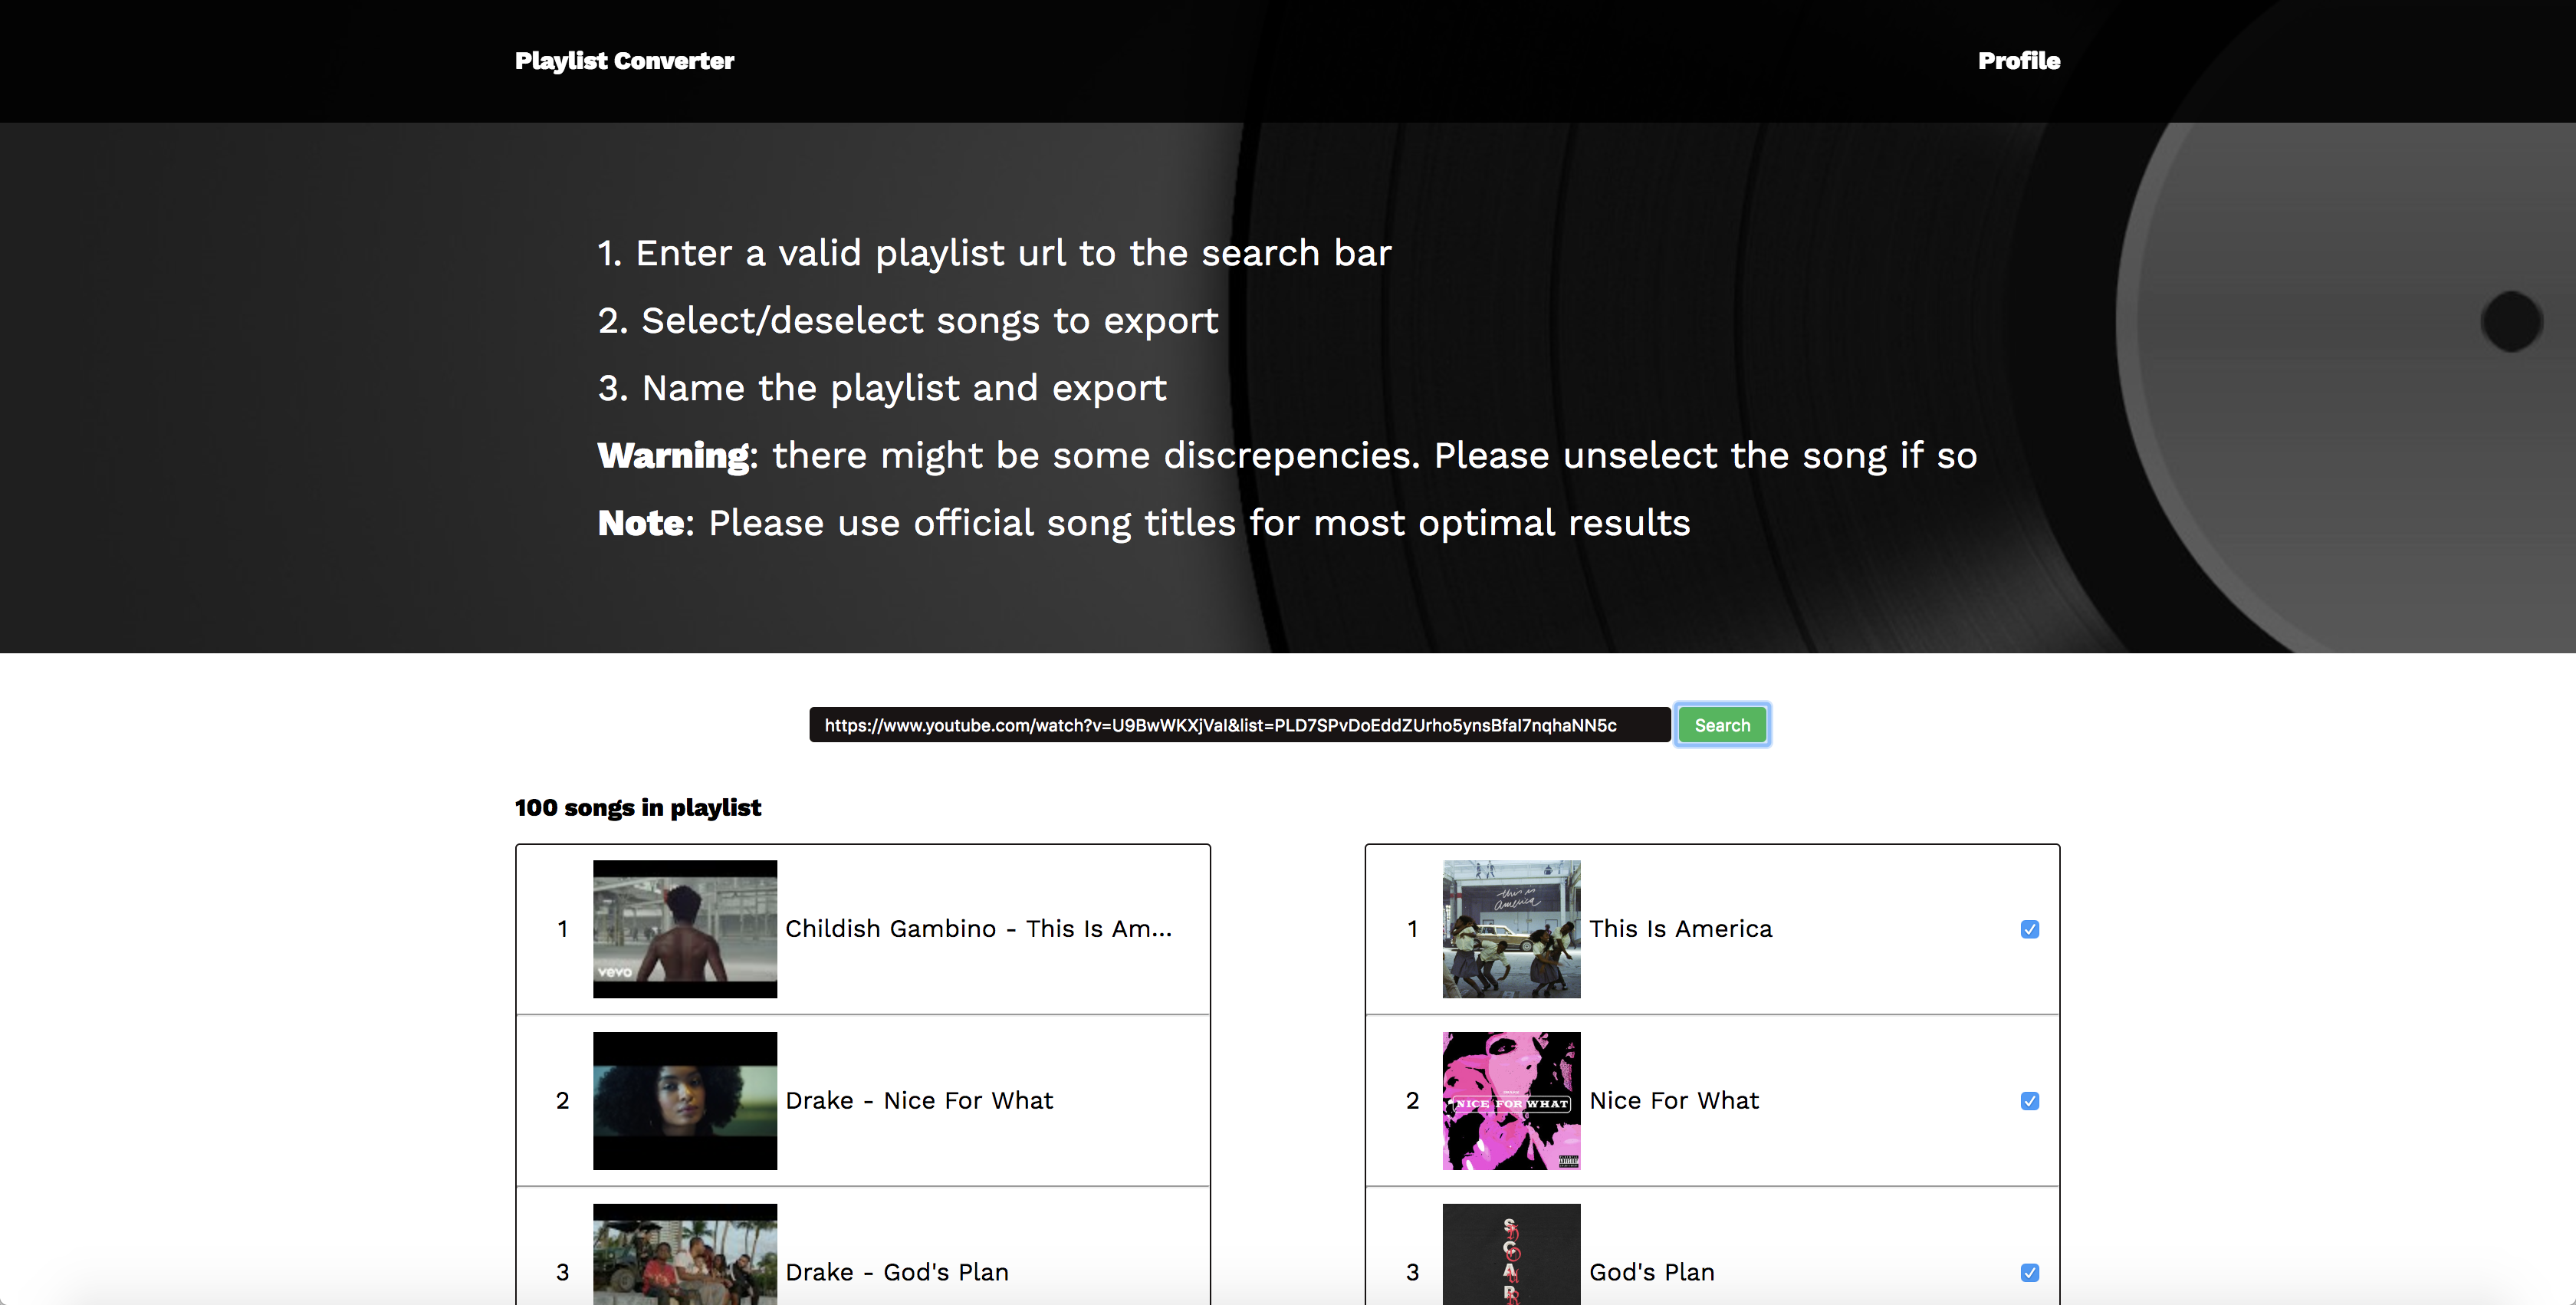 Playlist Converter
Profile
1. Enter a valid playlist url to the search bar
2. Select/deselect songs to export
3. Name the playlist and export
Warning: there might be some discrepencies. Please unselect the song if so
Note: Please use official song titles for most optimal results
https://www.youtube.com/watch?v=U9BwWKXjVaI&list=PLD7SPvDoEddZUrho5ynsBfaI7nqhaNN5c
Search
100 songs in playlist
1
vevo
Childish Gambino - This Is Am...
1
this is
america
This Is America
2
Drake - Nice For What
2
NICE FOR WHAT
Nice For What
3
Drake - God's Plan
3
God's Plan